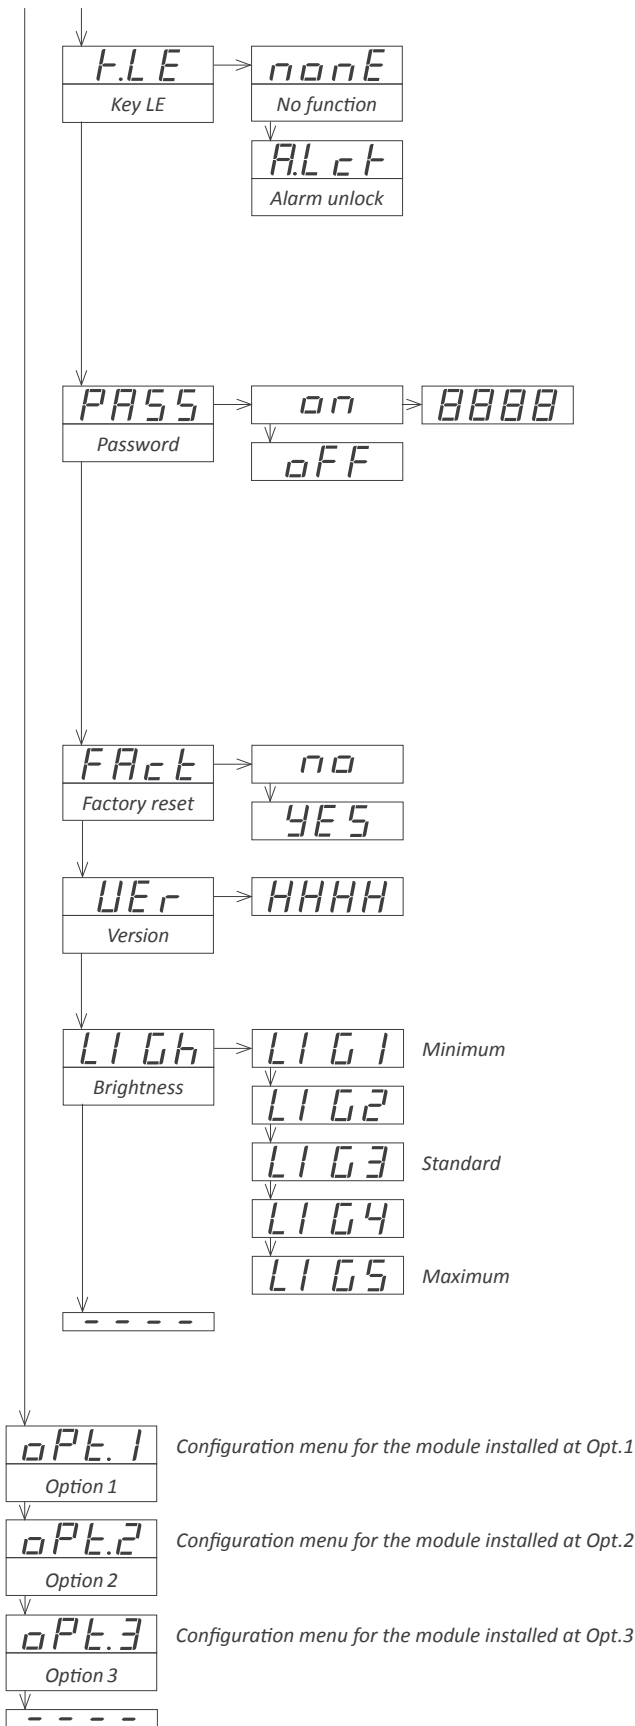 K.LE nonE
Key LE No function
A.Lck
Alarm unlock
PASS on 8888
Password
oFF
FAct no
Factory reset
YES
VEr HHHH
Version
LIGh LIG1 Minimum
Brightness
LIG2
LIG3 Standard
LIG4
LIG5 Maximum
----
oPt.1 Configuration menu for the module installed at Opt.1
Option 1
oPt.2 Configuration menu for the module installed at Opt.2
Option 2
oPt.3 Configuration menu for the module installed at Opt.3
Option 3
----